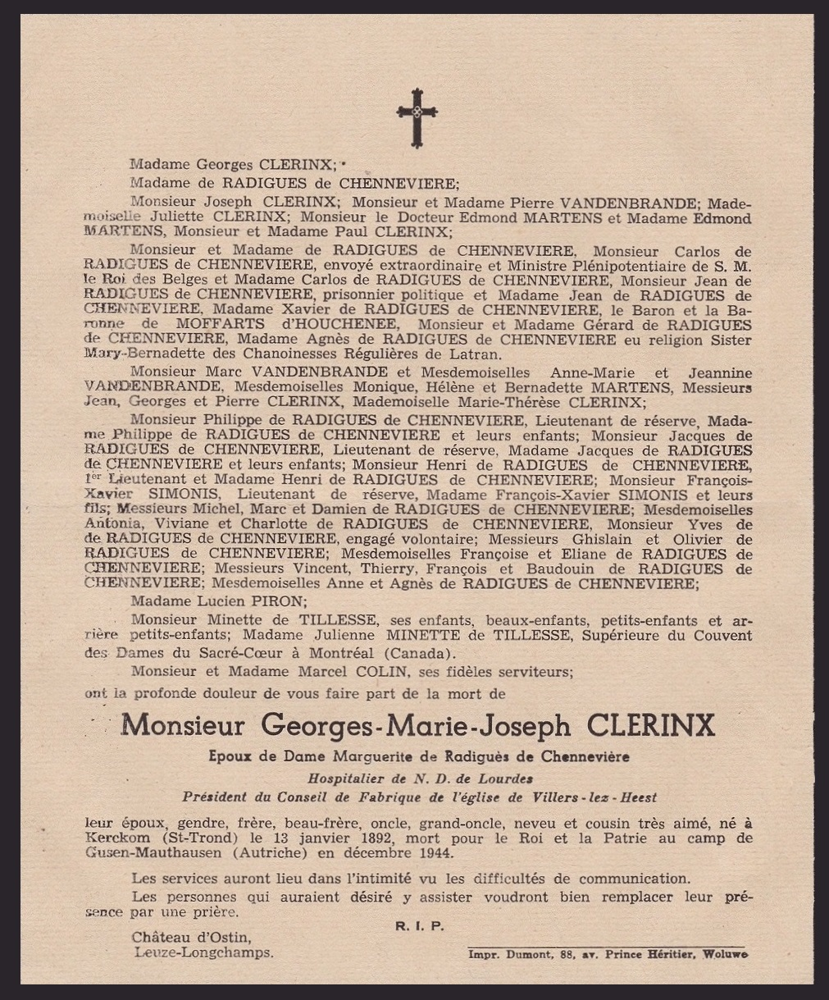 Madame Georges CLERINX;
Madame de RADIGUES de CHENNEVIERE;
Monsieur Joseph CLERINX; Monsieur et Madame Pierre VANDENBRANDE; Made-
moiselle Juliette CLERINX; Monsieur le Docteur Edmond MARTENS et Madame Edmond
MARTENS, Monsieur et Madame Paul CLERINX;
Monsieur et Madame de RADIGUES de CHENNEVIERE, Monsieur Carlos de
RADIGUES de CHENNEVIERE, envoyé extraordinaire et Ministre Plénipotentiaire de S. M.
le Roi des Belges et Madame Carlos de RADIGUES de CHENNEVIERE, Monsieur Jean de
RADIGUES de CHENNEVIERE, prisonnier politique et Madame Jean de RADIGUES de
CHENNEVIERE, Madame Xavier de RADIGUES de CHENNEVIERE, le Baron et la Ba-
ronne de MOFFARTS d'HOUCHENEE, Monsieur et Madame Gérard de RADIGUES
de CHENNEVIERE, Madame Agnès de RADIGUES de CHENNEVIERE eu religion Sister
Mary-Bernadette des Chanoinesses Régulières de Latran.
Monsieur Marc VANDENBRANDE et Mesdemoiselles Anne-Marie et Jeannine
VANDENBRANDE, Mesdemoiselles Monique, Hélène et Bernadette MARTENS, Messieurs
Jean, Georges et Pierre CLERINX, Mademoiselle Marie-Thérèse CLERINX;
Monsieur Philippe de RADIGUES de CHENNEVIERE, Lieutenant de réserve, Mada-
me Philippe de RADIGUES de CHENNEVIERE et leurs enfants; Monsieur Jacques de
RADIGUES de CHENNEVIERE, Lieutenant de réserve, Madame Jacques de RADIGUES
de CHENNEVIERE et leurs enfants; Monsieur Henri de RADIGUES de CHENNEVIERE,
1er Lieutenant et Madame Henri de RADIGUES de CHENNEVIERE; Monsieur François-
Xavier SIMONIS, Lieutenant de réserve, Madame François-Xavier SIMONIS et leurs
fils; Messieurs Michel, Marc et Damien de RADIGUES de CHENNEVIERE; Mesdemoiselles
Antonia, Viviane et Charlotte de RADIGUES de CHENNEVIERE, Monsieur Yves de
de RADIGUES de CHENNEVIERE, engagé volontaire; Messieurs Ghislain et Olivier de
RADIGUES de CHENNEVIERE; Mesdemoiselles Françoise et Eliane de RADIGUES de
CHENNEVIERE; Messieurs Vincent, Thierry, François et Baudouin de RADIGUES de
CHENNEVIERE; Mesdemoiselles Anne et Agnès de RADIGUES de CHENNEVIERE;
Madame Lucien PIRON;
Monsieur Minette de TILLESSE, ses enfants, beaux-enfants, petits-enfants et ar-
rière petits-enfants; Madame Julienne MINETTE de TILLESSE, Supérieure du Couvent
des Dames du Sacré-Cœur à Montréal (Canada).
Monsieur et Madame Marcel COLIN, ses fidèles serviteurs;
ont la profonde douleur de vous faire part de la mort de
Monsieur Georges-Marie-Joseph CLERINX
Epoux de Dame Marguerite de Radiguès de Chennevière
Hospitalier de N. D. de Lourdes
Président du Conseil de Fabrique de l'église de Villers-lez-Heest
leur époux, gendre, frère, beau-frère, oncle, grand-oncle, neveu et cousin très aimé, né à
Kerckom (St-Trond) le 13 janvier 1892, mort pour le Roi et la Patrie au camp de
Gusen-Mauthausen (Autriche) en décembre 1944.
Les services auront lieu dans l'intimité vu les difficultés de communication.
Les personnes qui auraient désiré y assister voudront bien remplacer leur pré-
sence par une prière.
R. I. P.
Château d'Ostin,
Leuze-Longchamps.
Impr. Dumont, 88, av. Prince Héritier, Woluwe